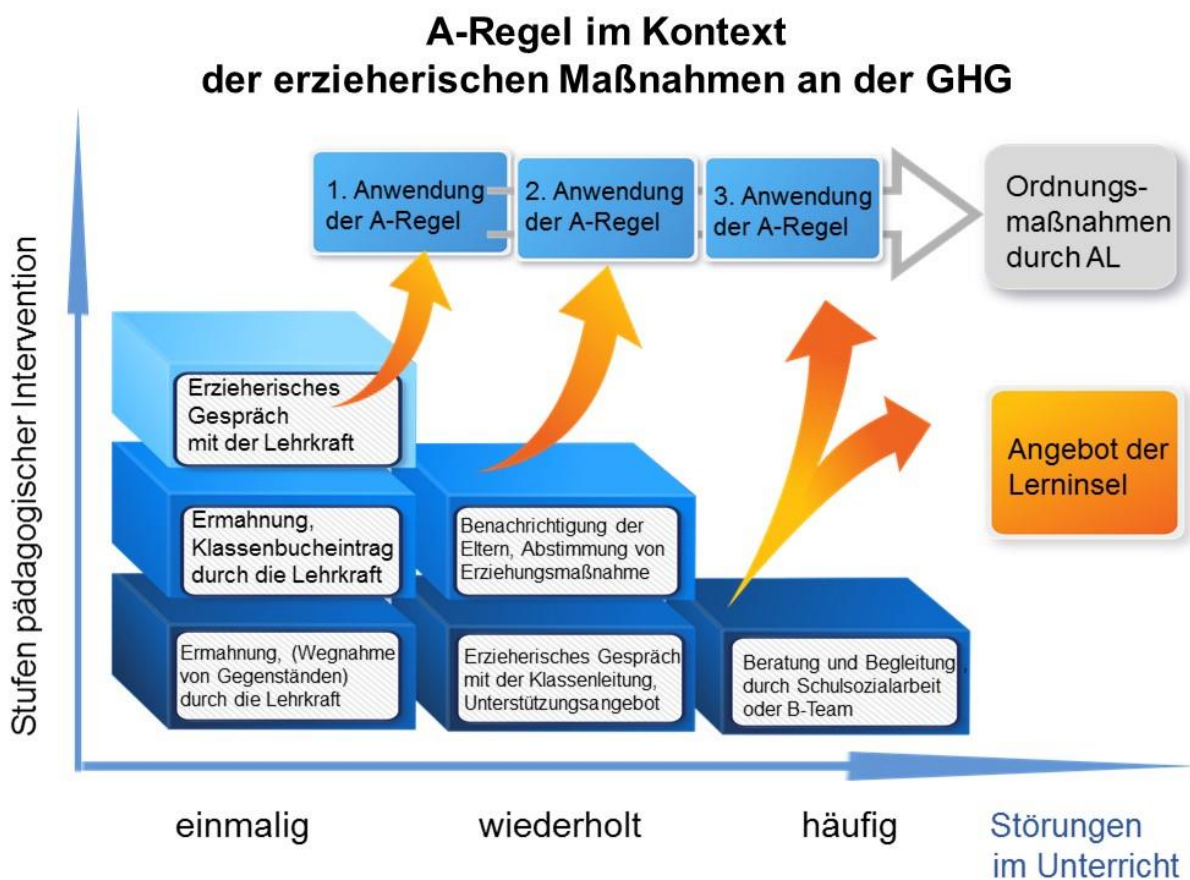 A-Regel im Kontext
der erzieherischen Maßnahmen an der GHG
1. Anwendung
der A-Regel
2. Anwendung
der A-Regel
3. Anwendung
der A-Regel
Ordnungs-
maßnahmen
durch AL
Stufen pädagogischer Intervention
Erzieherisches
Gespräch
mit der Lehrkraft
Angebot der
Lerninsel
Ermahnung,
Klassenbucheintrag
durch die Lehrkraft
Benachrichtigung der
Eltern, Abstimmung von
Erziehungsmaßnahme
Ermahnung, (Wegnahme
von Gegenständen)
durch die Lehrkraft
Erzieherisches Gespräch
mit der Klassenleitung,
Unterstützungsangebot
Beratung und Begleitung,
durch Schulsozialarbeit
oder B-Team
einmalig
wiederholt
häufig
Störungen
im Unterricht